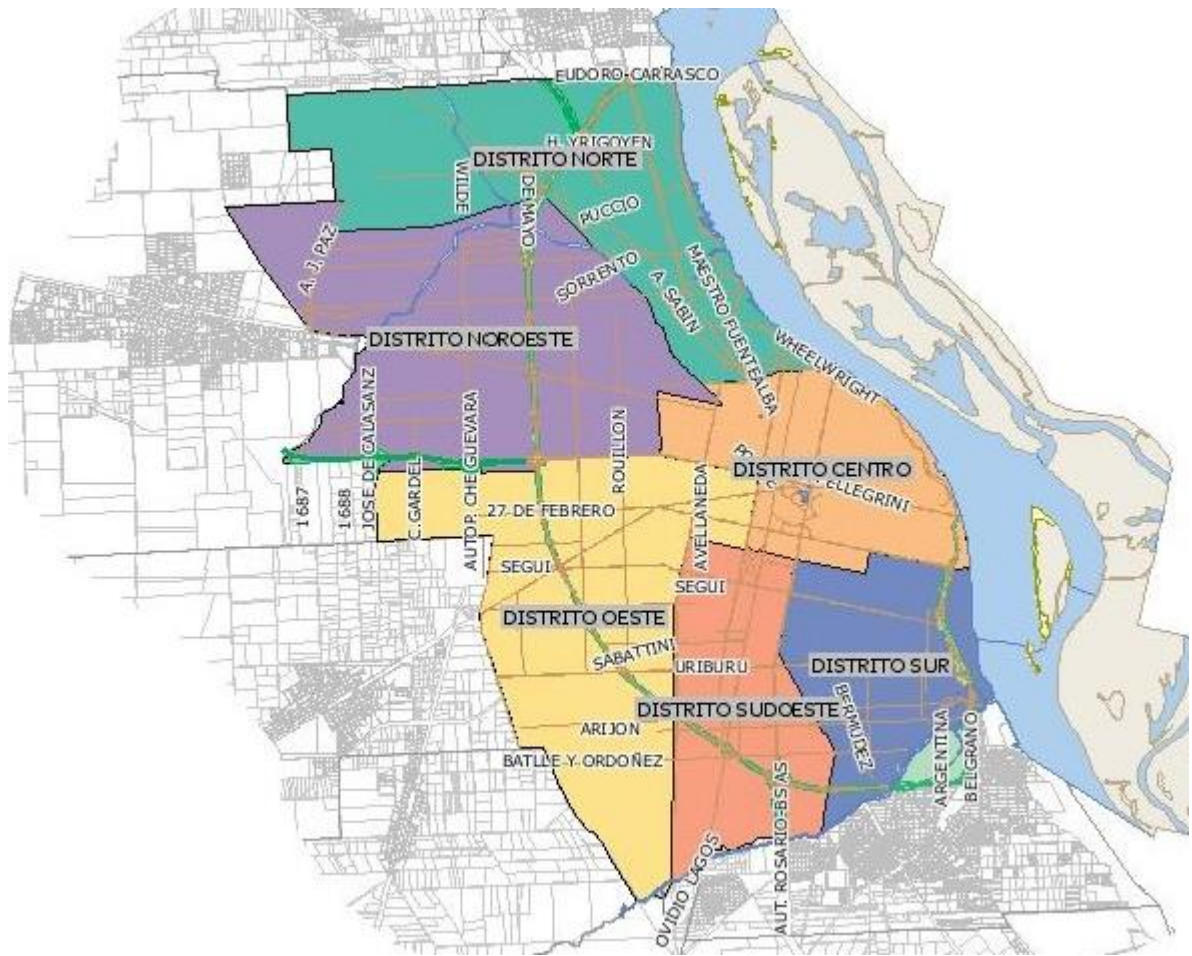 EUDORO CARRASCO
H. YRIGOYEN
DISTRITO NORTE
WILDE
DE MAYO
PUCCIO
A. J. PAZ
SORRENTO
A. SABIN
MAESTRO FUENTEALBA
WHEELWRIGHT
DISTRITO NOROESTE
JOSE DE CALASANZ
AUTOP. CHE GUEVARA
ROUILLON
DISTRITO CENTRO
PELLEGRINI
AVELLANEDA
1687
1688
C. GARDEL
27 DE FEBRERO
SEGUI
SEGUI
DISTRITO OESTE
SABATTINI
URIBURU
DISTRITO SUR
DISTRITO SUDOESTE
BERMUDEZ
ARIJON
BATLLE Y ORDOÑEZ
ARGENTINA
BELGRANO
OVIDIO LAGOS
AUT. ROSARIO-BS AS